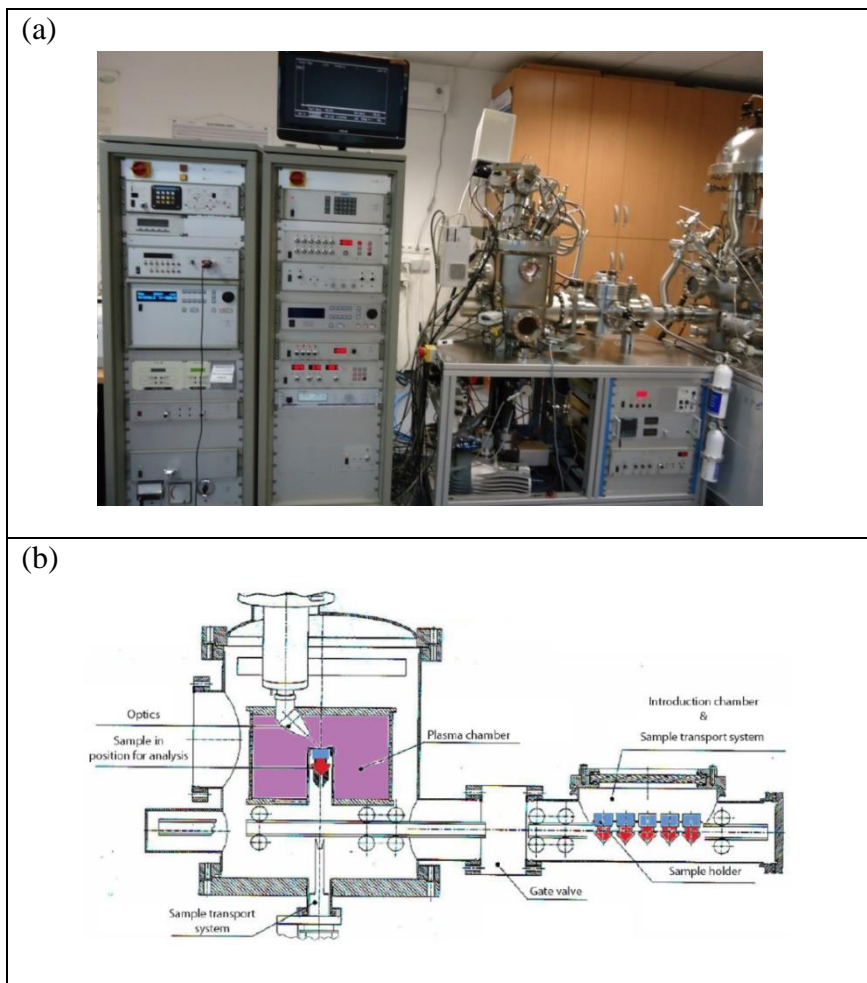 (a)
(b)
Optics
Sample in
position for analysis
Plasma chamber
Introduction chamber
&
Sample transport system
Sample holder
Gate valve
Sample transport
system